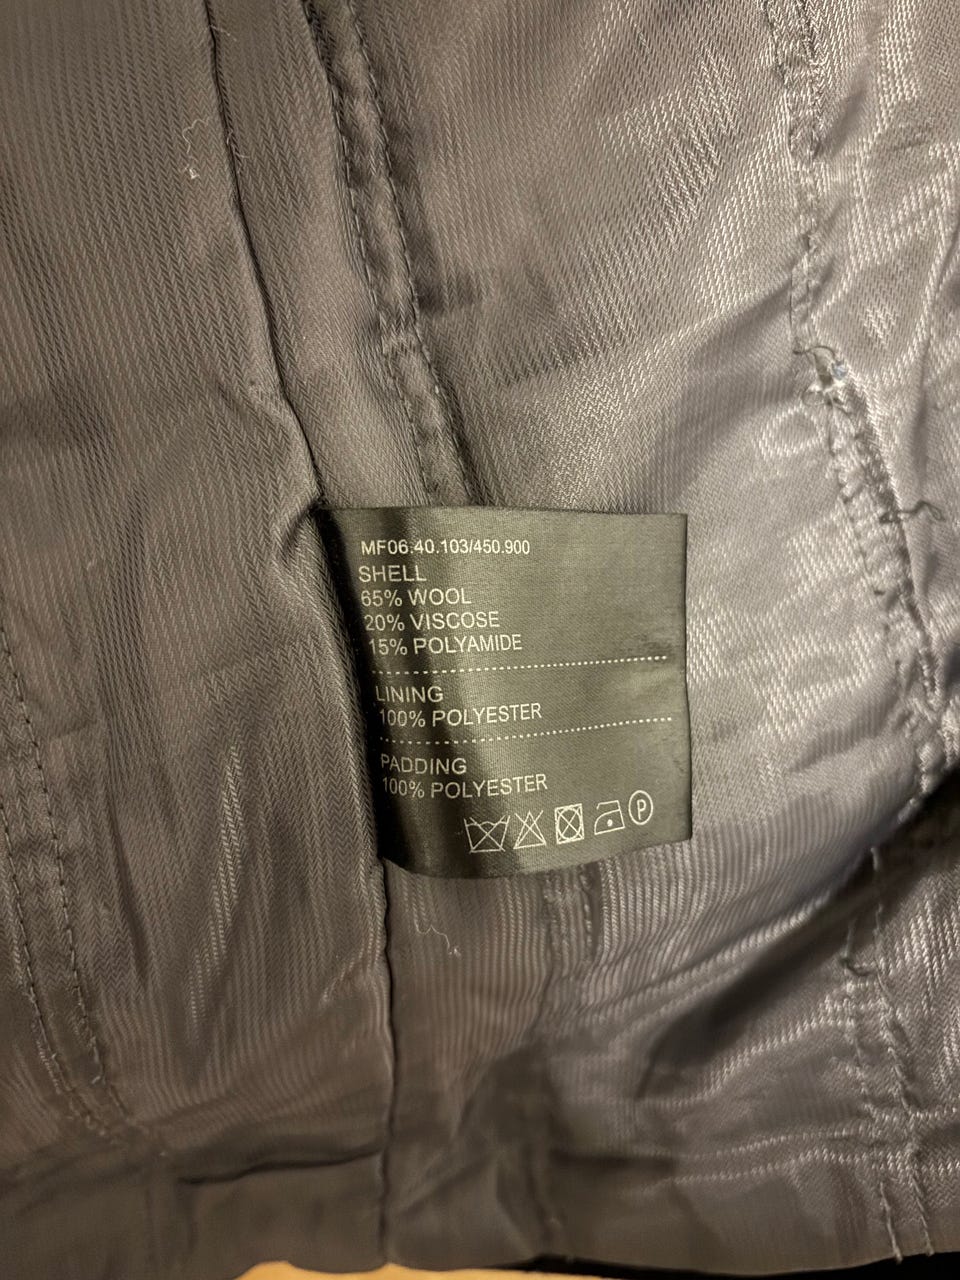 MF06.40.103/450.900
SHELL
65% WOOL
20% VISCOSE
15% POLYAMIDE
LINING
100% POLYESTER
PADDING
100% POLYESTER
P